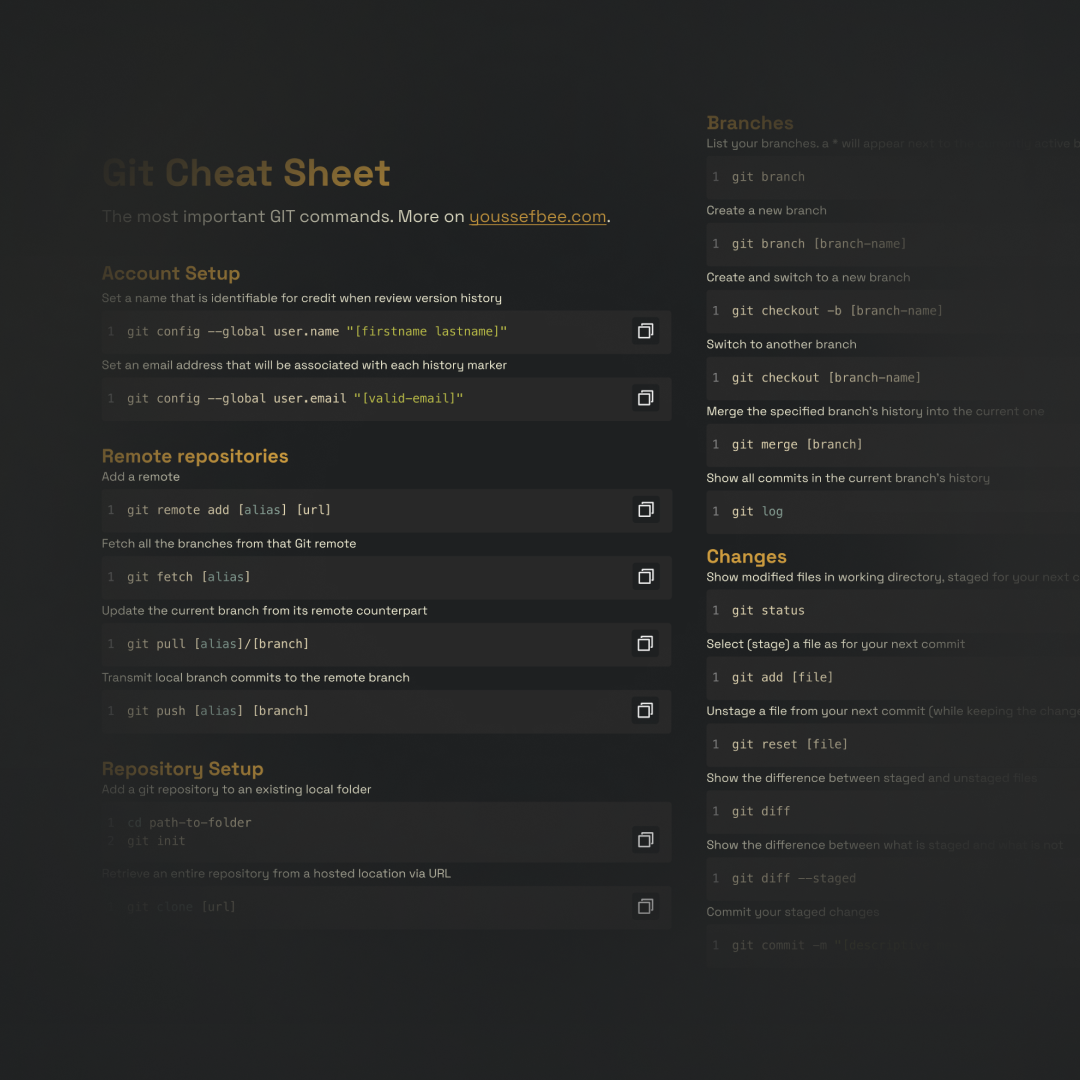 Git Cheat Sheet
The most important GIT commands. More on youssefbee.com.
Account Setup
Set a name that is identifiable for credit when review version history
1 git config --global user.name "[firstname lastname]"
Set an email address that will be associated with each history marker
1 git config --global user.email "[valid-email]"
Remote repositories
Add a remote
1 git remote add [alias] [url]
Fetch all the branches from that Git remote
1 git fetch [alias]
Update the current branch from its remote counterpart
1 git pull [alias]/[branch]
Transmit local branch commits to the remote branch
1 git push [alias] [branch]
Repository Setup
Add a git repository to an existing local folder
1 cd path-to-folder
2 git init
Retrieve an entire repository from a hosted location via URL
git clone [url]
Branches
List your branches. a * will appear next to the active
1 git branch
Create a new branch
1 git branch [branch-name]
Create and switch to a new branch
1 git checkout -b [branch-name]
Switch to another branch
1 git checkout [branch-name]
Merge the specified branch's history into the current one
1 git merge [branch]
Show all commits in the current branch's history
1 git log
Changes
Show modified files in working directory, staged for your next
1 git status
Select (stage) a file as for your next commit
1 git add [file]
Unstage a file from your next commit (while keeping the
1 git reset [file]
Show the difference between staged and unstaged files
1 git diff
Show the difference between what is staged and what is not
1 git diff --staged
Commit your staged changes
1 git commit -m